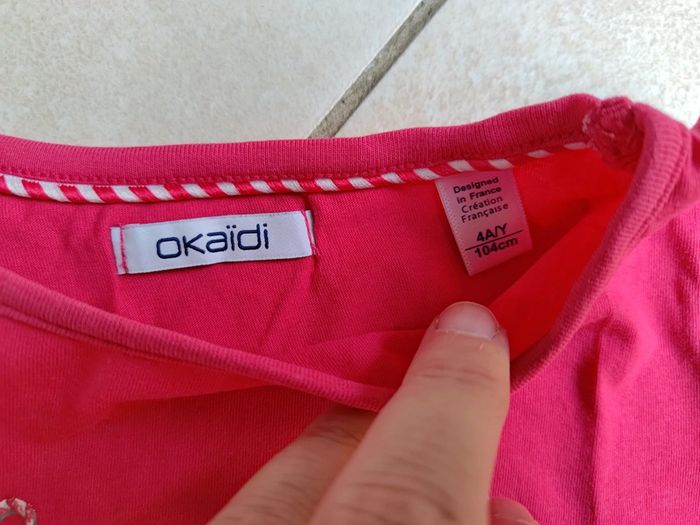 okaïdi
Designed
in France
Création
Française
4A/Y
104cm